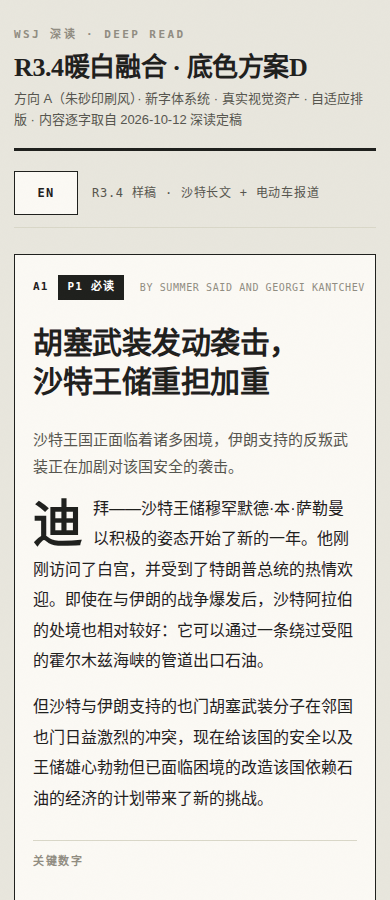 WSJ 深读 · DEEP READ
R3.4暖白融合 · 底色方案D
方向 A（朱砂印刷风）· 新字体系统 · 真实视觉资产 · 自适应排
版 · 内容逐字取自 2026-10-12 深读定稿
EN
R3.4 样稿 · 沙特长文 + 电动车报道
A1 P1 必读 BY SUMMER SAID AND GEORGI KANTCHEV
胡塞武装发动袭击，
沙特王储重担加重
沙特王国正面临着诸多困境，伊朗支持的反叛武
装正在加剧对该国安全的袭击。
迪拜——沙特王储穆罕默德·本·萨勒曼
以积极的姿态开始了新的一年。他刚
刚访问了白宫，并受到了特朗普总统的热情欢
迎。即使在与伊朗的战争爆发后，沙特阿拉伯
的处境也相对较好：它可以通过一条绕过受阻
的霍尔木兹海峡的管道出口石油。
但沙特与伊朗支持的也门胡塞武装分子在邻国
也门日益激烈的冲突，现在给该国的安全以及
王储雄心勃勃但已面临困境的改造该国依赖石
油的经济的计划带来了新的挑战。
关键数字